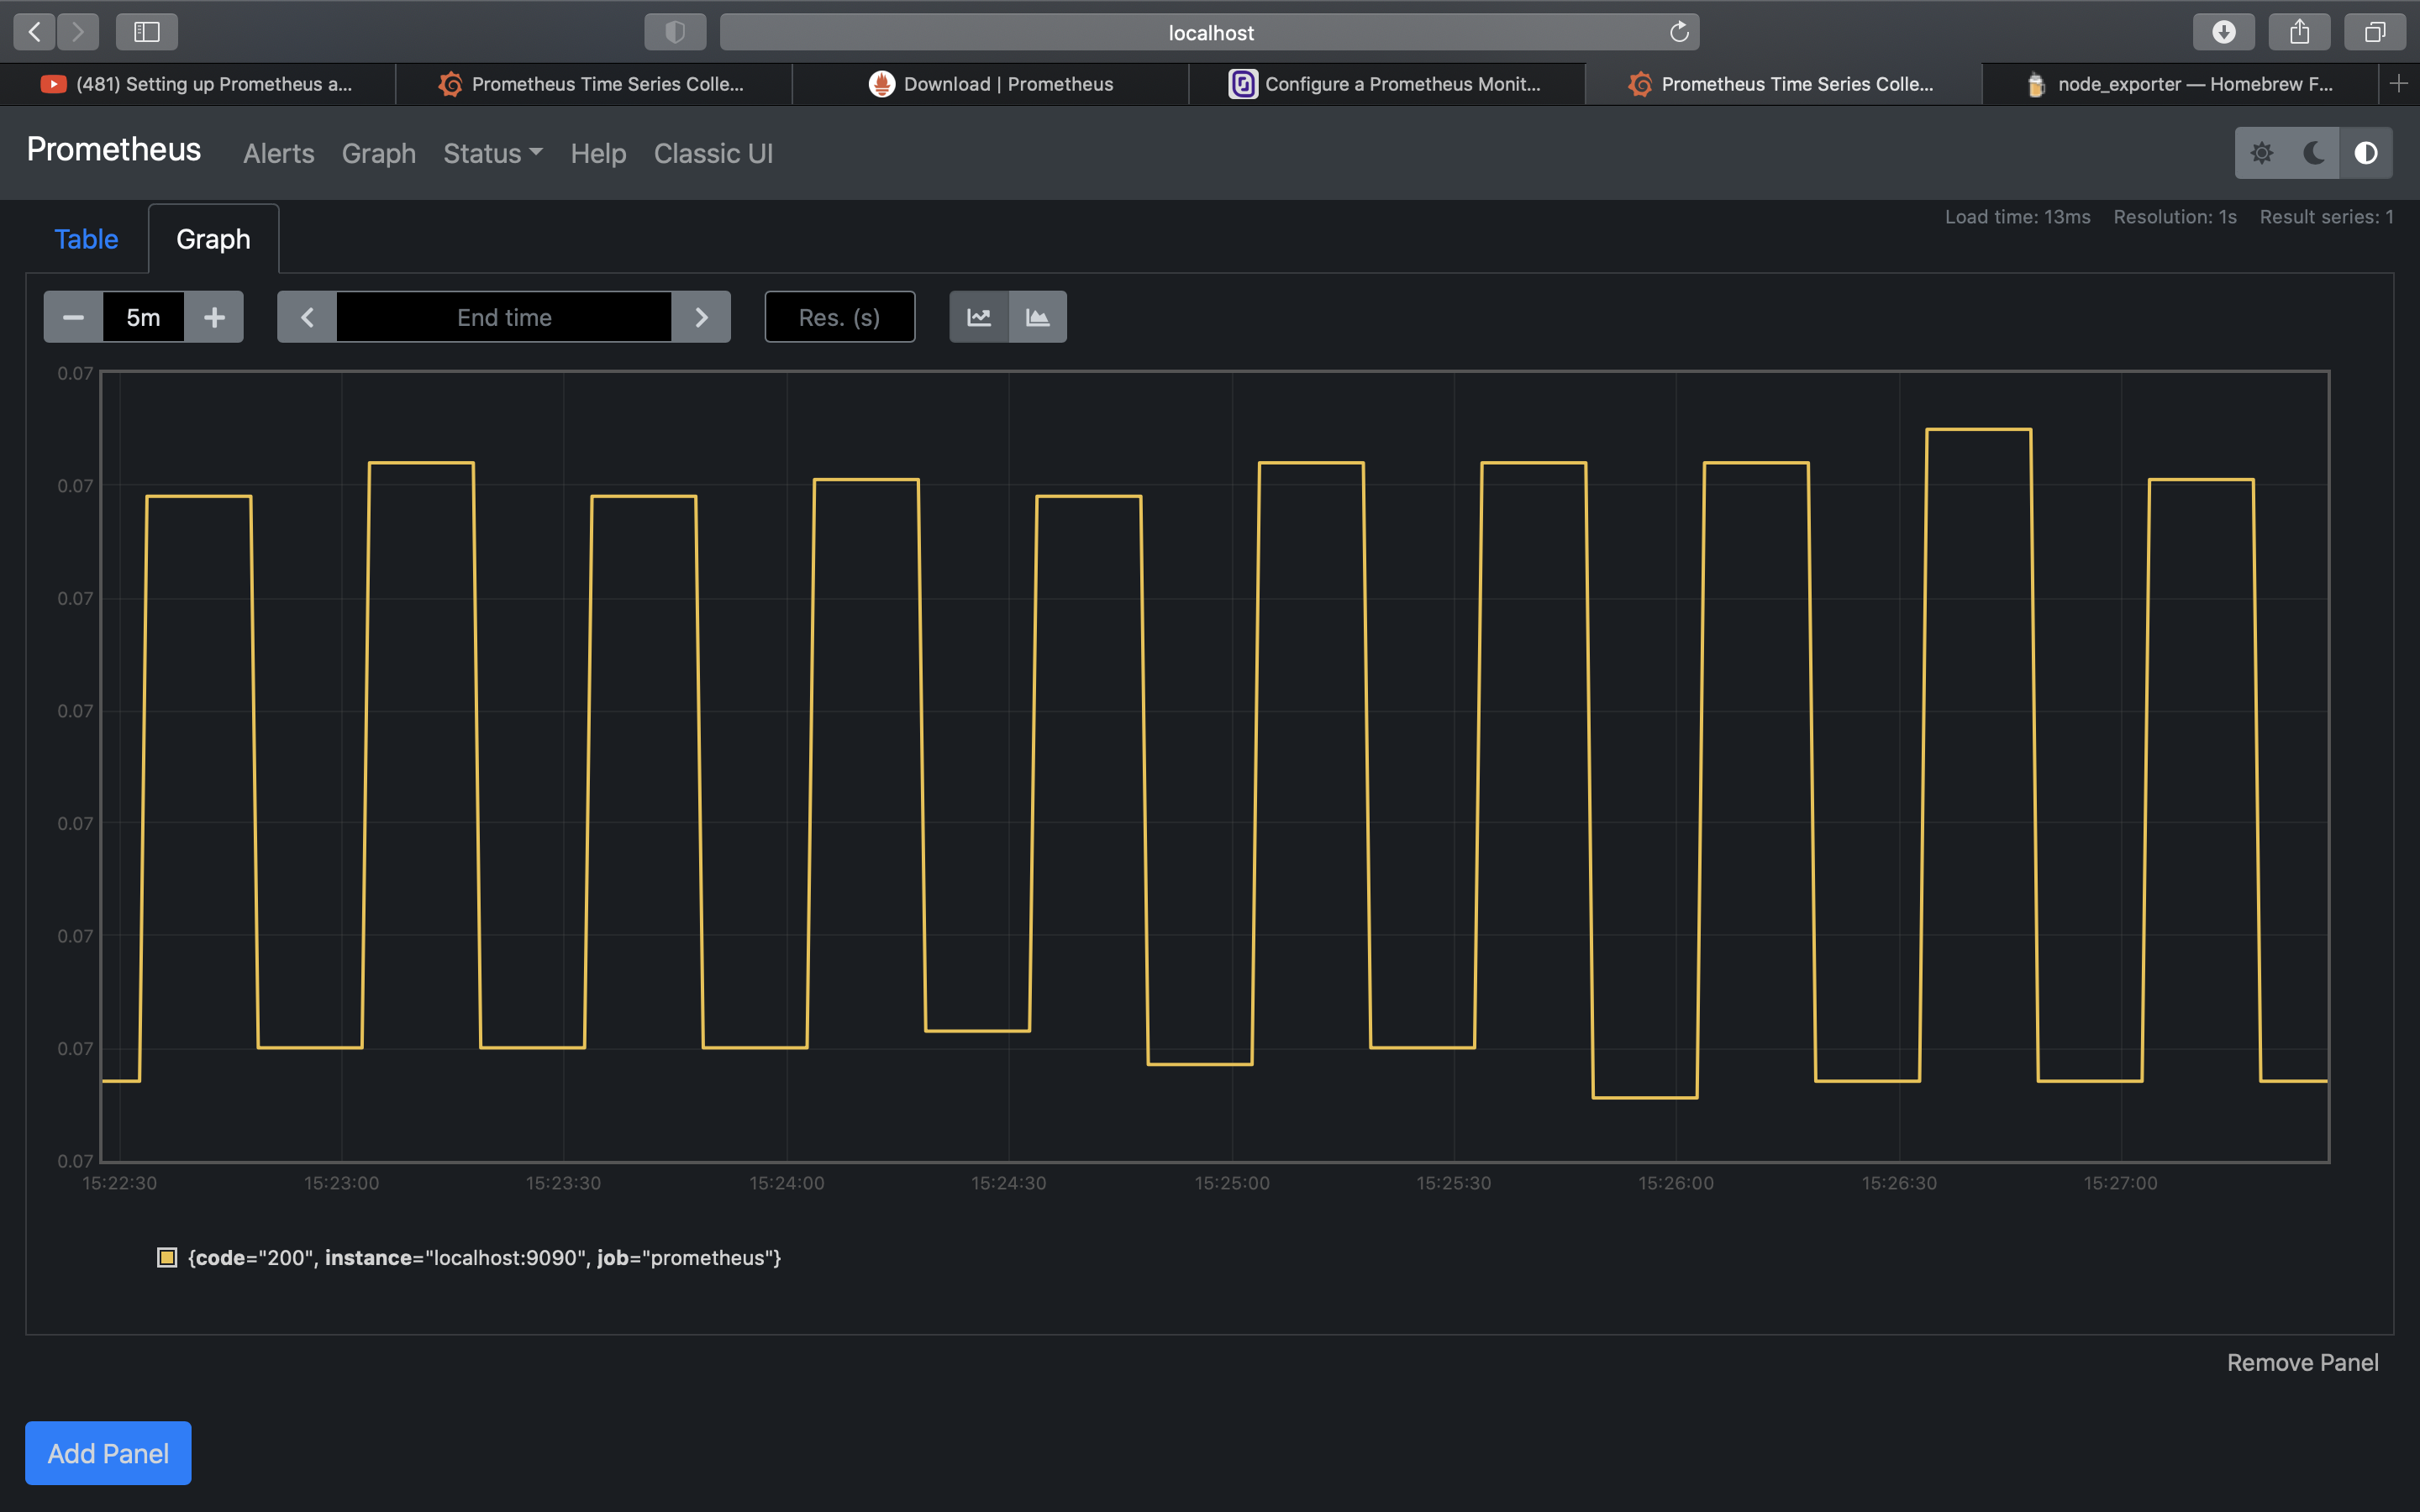 localhost
(481) Setting up Prometheus a...
Prometheus Time Series Colle...
Download | Prometheus
Configure a Prometheus Monit...
Prometheus Time Series Colle...
node_exporter — Homebrew F...
Prometheus Alerts Graph Status Help Classic UI
Load time: 13ms Resolution: 1s Result series: 1
Table Graph
5m End time Res. (s)
0.07
0.07
0.07
0.07
0.07
0.07
0.07
0.07
15:22:30 15:23:00 15:23:30 15:24:00 15:24:30 15:25:00 15:25:30 15:26:00 15:26:30 15:27:00
{code="200", instance="localhost:9090", job="prometheus"}
Remove Panel
Add Panel